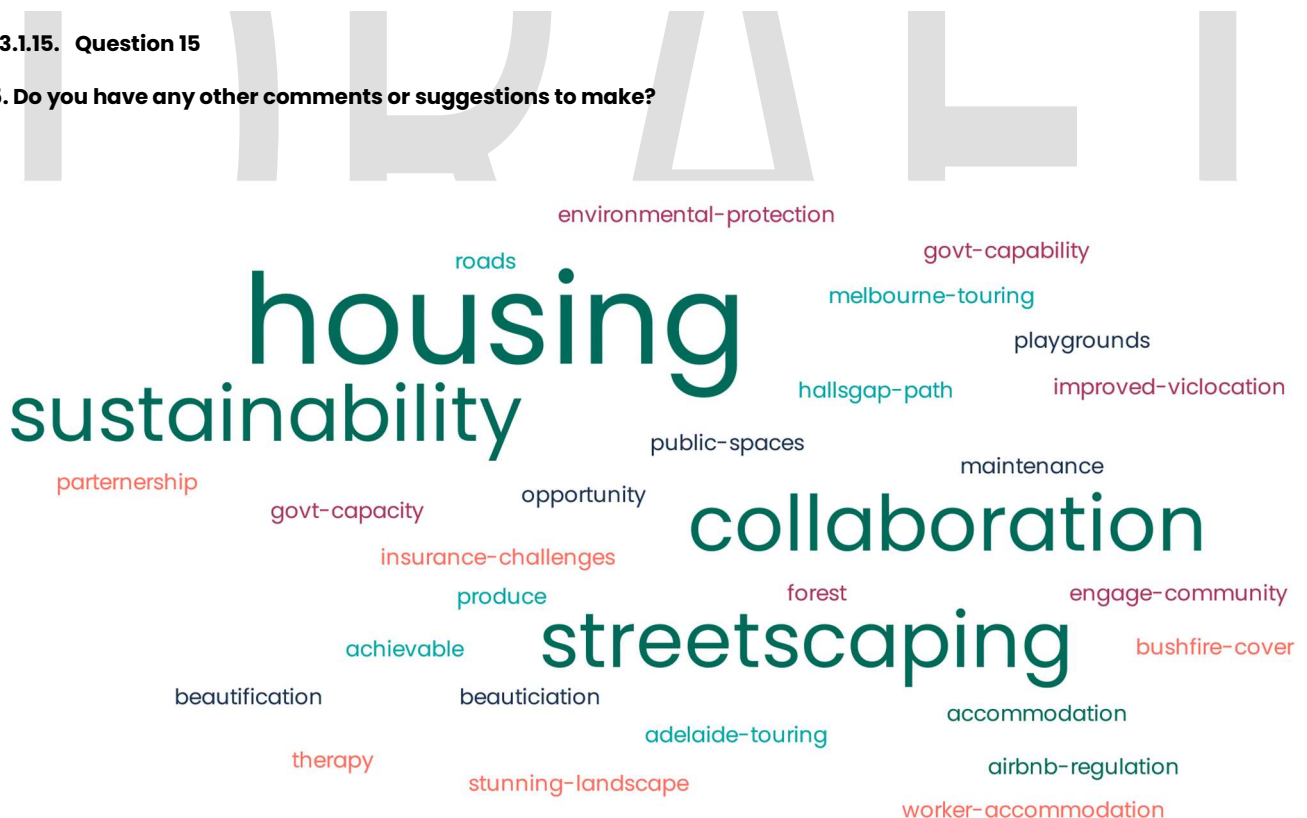 3.1.15. Question 15
. Do you have any other comments or suggestions to make?
environmental-protection
govt-capability
roads
melbourne-touring
housing
playgrounds
hallsgap-path
improved-viclocation
sustainability
public-spaces
maintenance
parternership
opportunity
govt-capacity
collaboration
insurance-challenges
produce
forest
engage-community
streetscaping
achievable
bushfire-cover
beautification
beauticiation
accommodation
adelaide-touring
therapy
airbnb-regulation
stunning-landscape
worker-accommodation